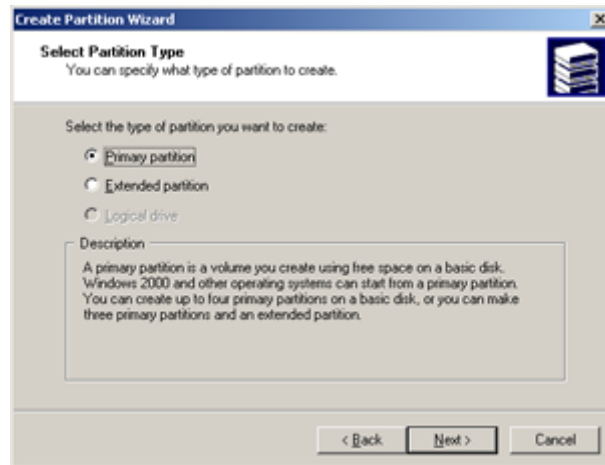 Create Partition Wizard
Select Partition Type
You can specify what type of partition to create.
Select the type of partition you want to create:
Primary partition
Extended partition
Logical drive
Description
A primary partition is a volume you create using free space on a basic disk.
Windows 2000 and other operating systems can start from a primary partition.
You can create up to four primary partitions on a basic disk, or you can make
three primary partitions and an extended partition.
< Back Next > Cancel